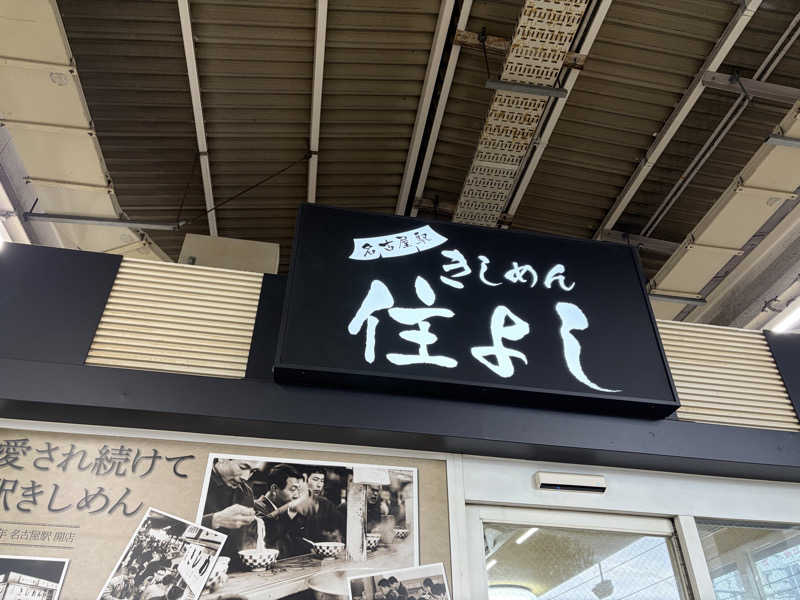 名古屋駅
きしめん
住よし
愛され続けて
駅きしめん
年 名古屋駅 開店